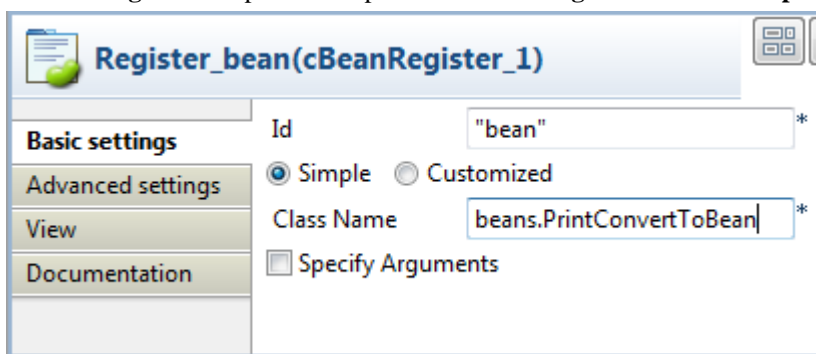 Register_bean(cBeanRegister_1)
Basic settings
Id "bean" *
Simple Customized
Advanced settings
Class Name beans.PrintConvertToBean *
View
Specify Arguments
Documentation